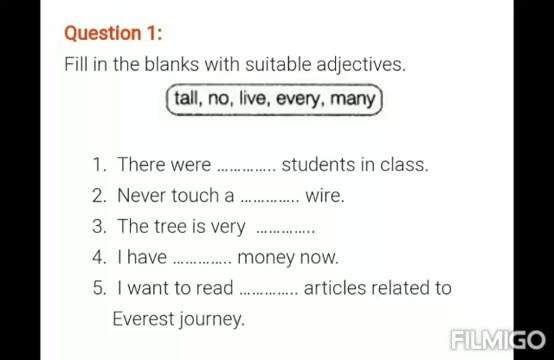 Question 1:
Fill in the blanks with suitable adjectives.
tall, no, live, every, many
1. There were ............. students in class.
2. Never touch a ............. wire.
3. The tree is very .............
4. I have ............. money now.
5. I want to read ............. articles related to
Everest journey.
FILMIGO